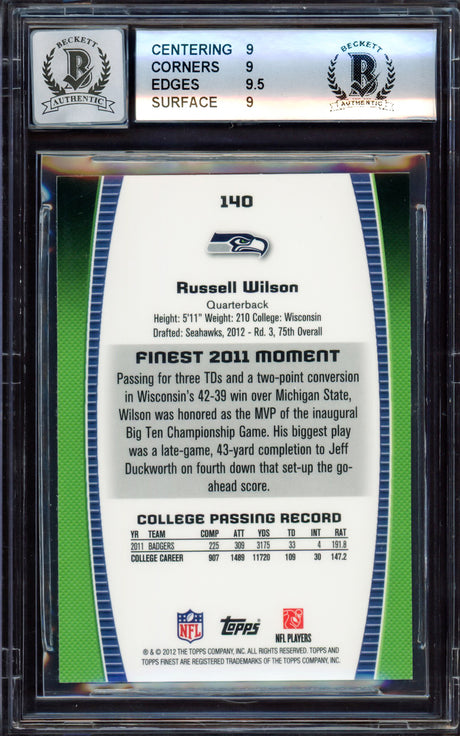 BECKETT
B
AUTHENTIC
CENTERING 9
CORNERS 9
EDGES 9.5
SURFACE 9
BECKETT
B
AUTHENTIC
140
Russell Wilson
Quarterback
Height: 5'11" Weight: 210 College: Wisconsin
Drafted: Seahawks, 2012 - Rd. 3, 75th Overall
FINEST 2011 MOMENT
Passing for three TDs and a two-point conversion
in Wisconsin's 42-39 win over Michigan State,
Wilson was honored as the MVP of the inaugural
Big Ten Championship Game. His biggest play
was a late-game, 43-yard completion to Jeff
Duckworth on fourth down that set-up the go-
ahead score.
COLLEGE PASSING RECORD
YR TEAM COMP ATT YDS TD INT RAT
2011 BADGERS 225 309 3175 33 4 191.8
COLLEGE CAREER 907 1489 11720 109 30 147.2
NFL
Topps
NFL PLAYERS
® & © 2012 THE TOPPS COMPANY, INC. ALL RIGHTS RESERVED. TOPPS AND
TOPPS FINEST ARE REGISTERED TRADEMARKS OF THE TOPPS COMPANY, INC.